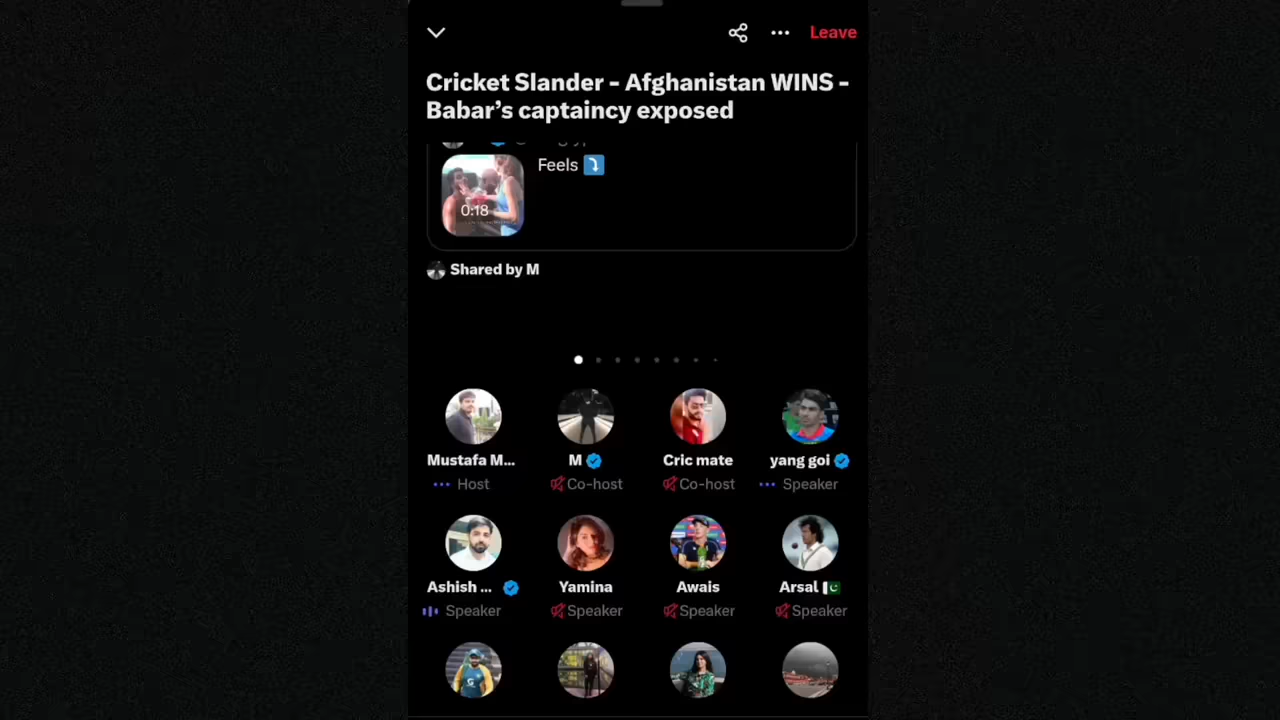 Leave
Cricket Slander - Afghanistan WINS -
Babar's captaincy exposed
Feels
0:18
Shared by M
Mustafa M... M Cric mate yang goi
Host Co-host Co-host Speaker
Ashish ... Yamina Awais Arsal
Speaker Speaker Speaker Speaker